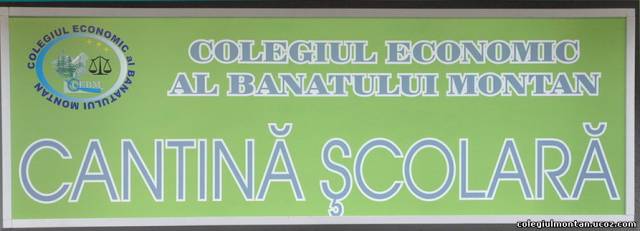 COLEGIUL ECONOMIC al BANATULUI MONTAN
CEBM
COLEGIUL ECONOMIC
AL BANATULUI MONTAN
CANTINĂ ŞCOLARĂ
colegiulmontan.ucoz.com